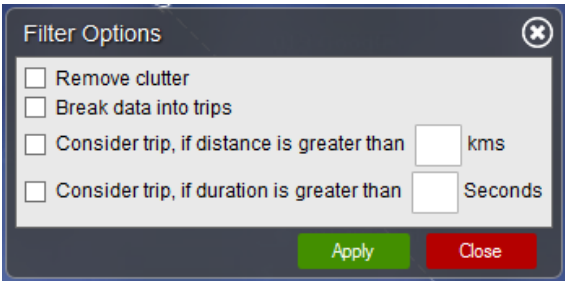 Filter Options
Remove clutter
Break data into trips
Consider trip, if distance is greater than kms
Consider trip, if duration is greater than Seconds
Apply Close